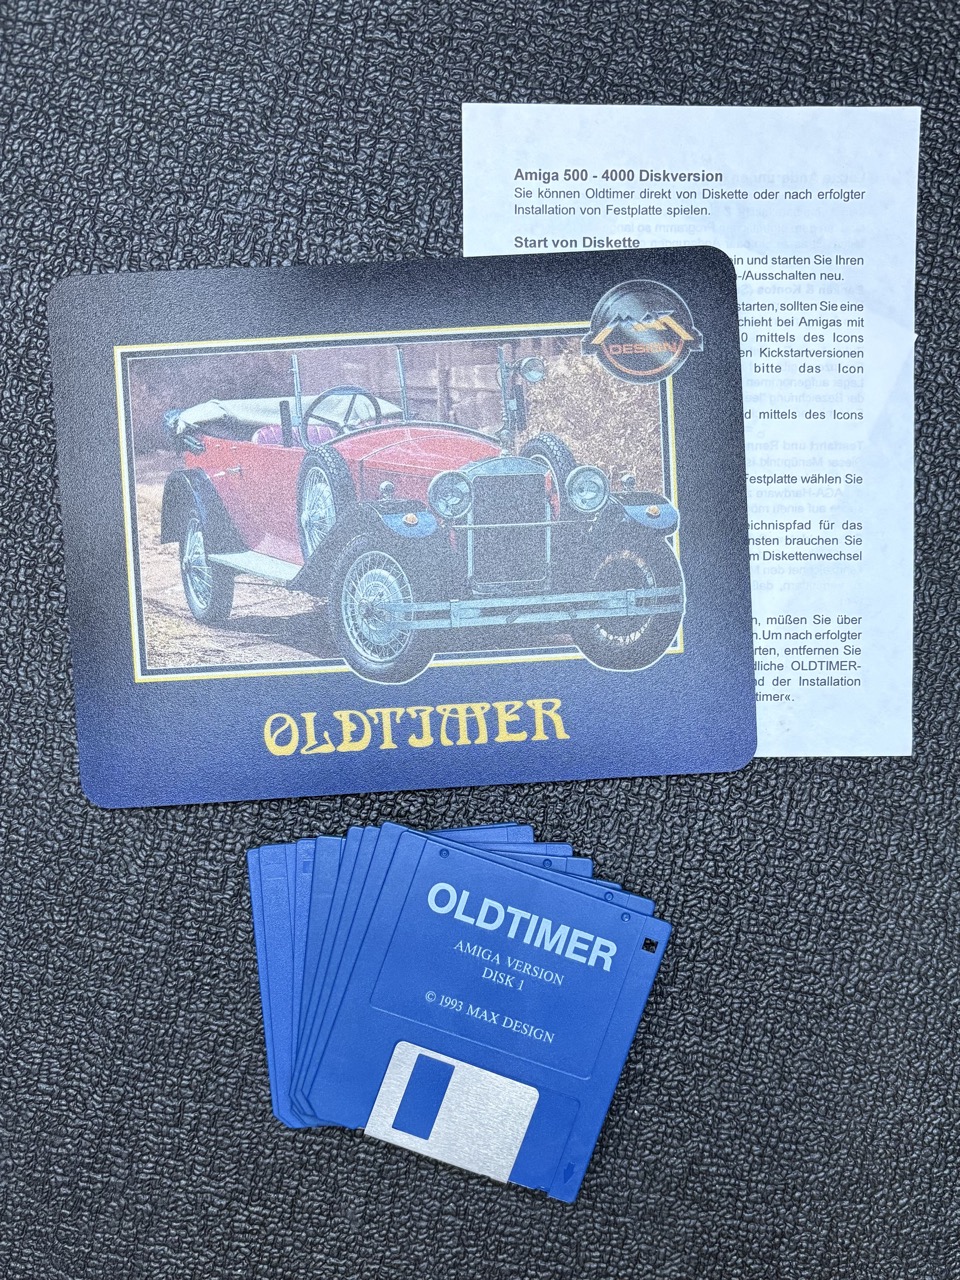 Amiga 500 - 4000 Diskversion
Sie können Oldtimer direkt von Diskette oder nach erfolgter
Installation von Festplatte spielen.
Start von Diskette
ein und starten Sie Ihren
-/Ausschalten neu.
starten, sollten Sie eine
chieht bei Amigas mit
0 mittels des Icons
en Kickstartversionen
bitte das Icon
d mittels des Icons
Festplatte wählen Sie
eichnispfad für das
nsten brauchen Sie
m Diskettenwechsel
n, müßen Sie über
n. Um nach erfolgter
arten, entfernen Sie
dliche OLDTIMER-
nd der Installation
timer«.
DESIGN
OLDTIMER
OLDTIMER
AMIGA VERSION
DISK 1
© 1993 MAX DESIGN